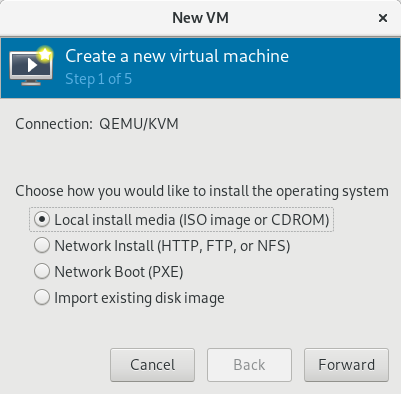 New VM
Create a new virtual machine
Step 1 of 5
Connection: QEMU/KVM
Choose how you would like to install the operating system
Local install media (ISO image or CDROM)
Network Install (HTTP, FTP, or NFS)
Network Boot (PXE)
Import existing disk image
Cancel Back Forward